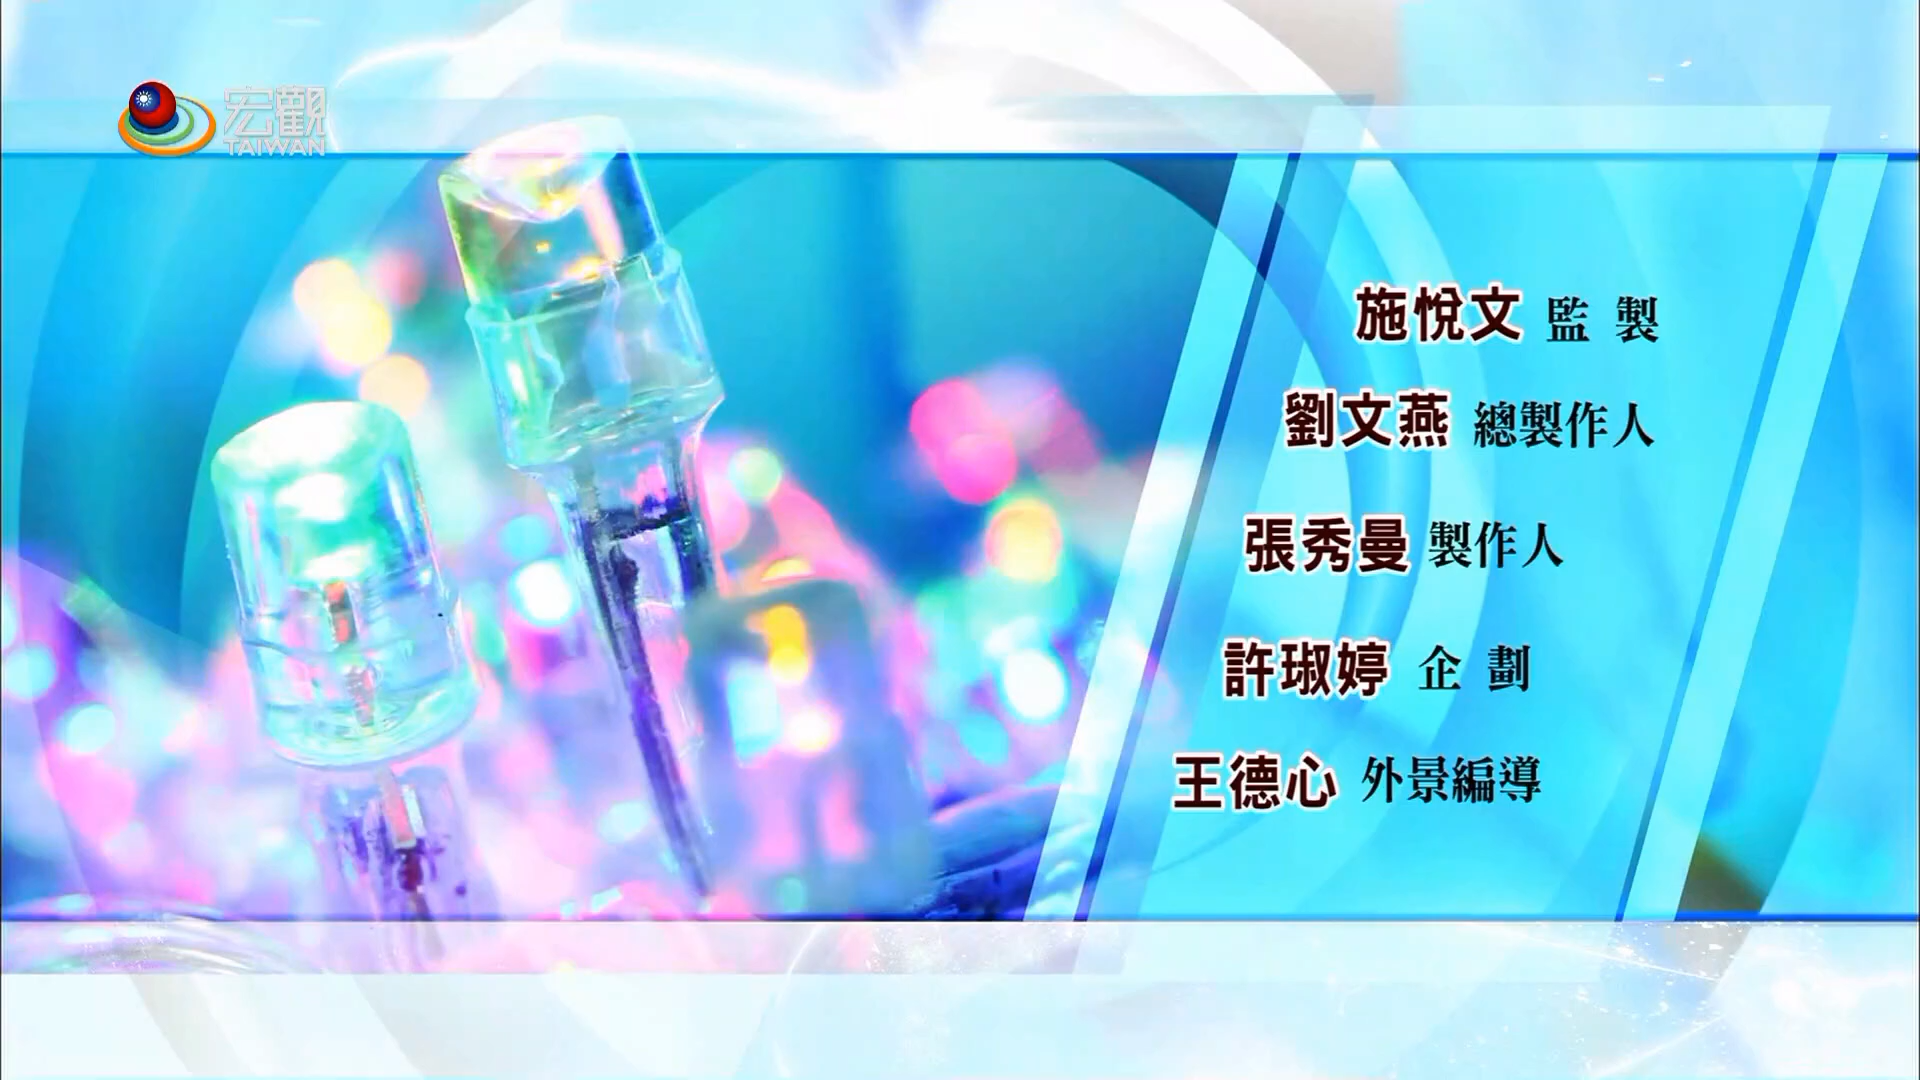 宏觀
TAIWAN
施悅文 監製
劉文燕 總製作人
張秀曼 製作人
許琡婷 企劃
王德心 外景編導